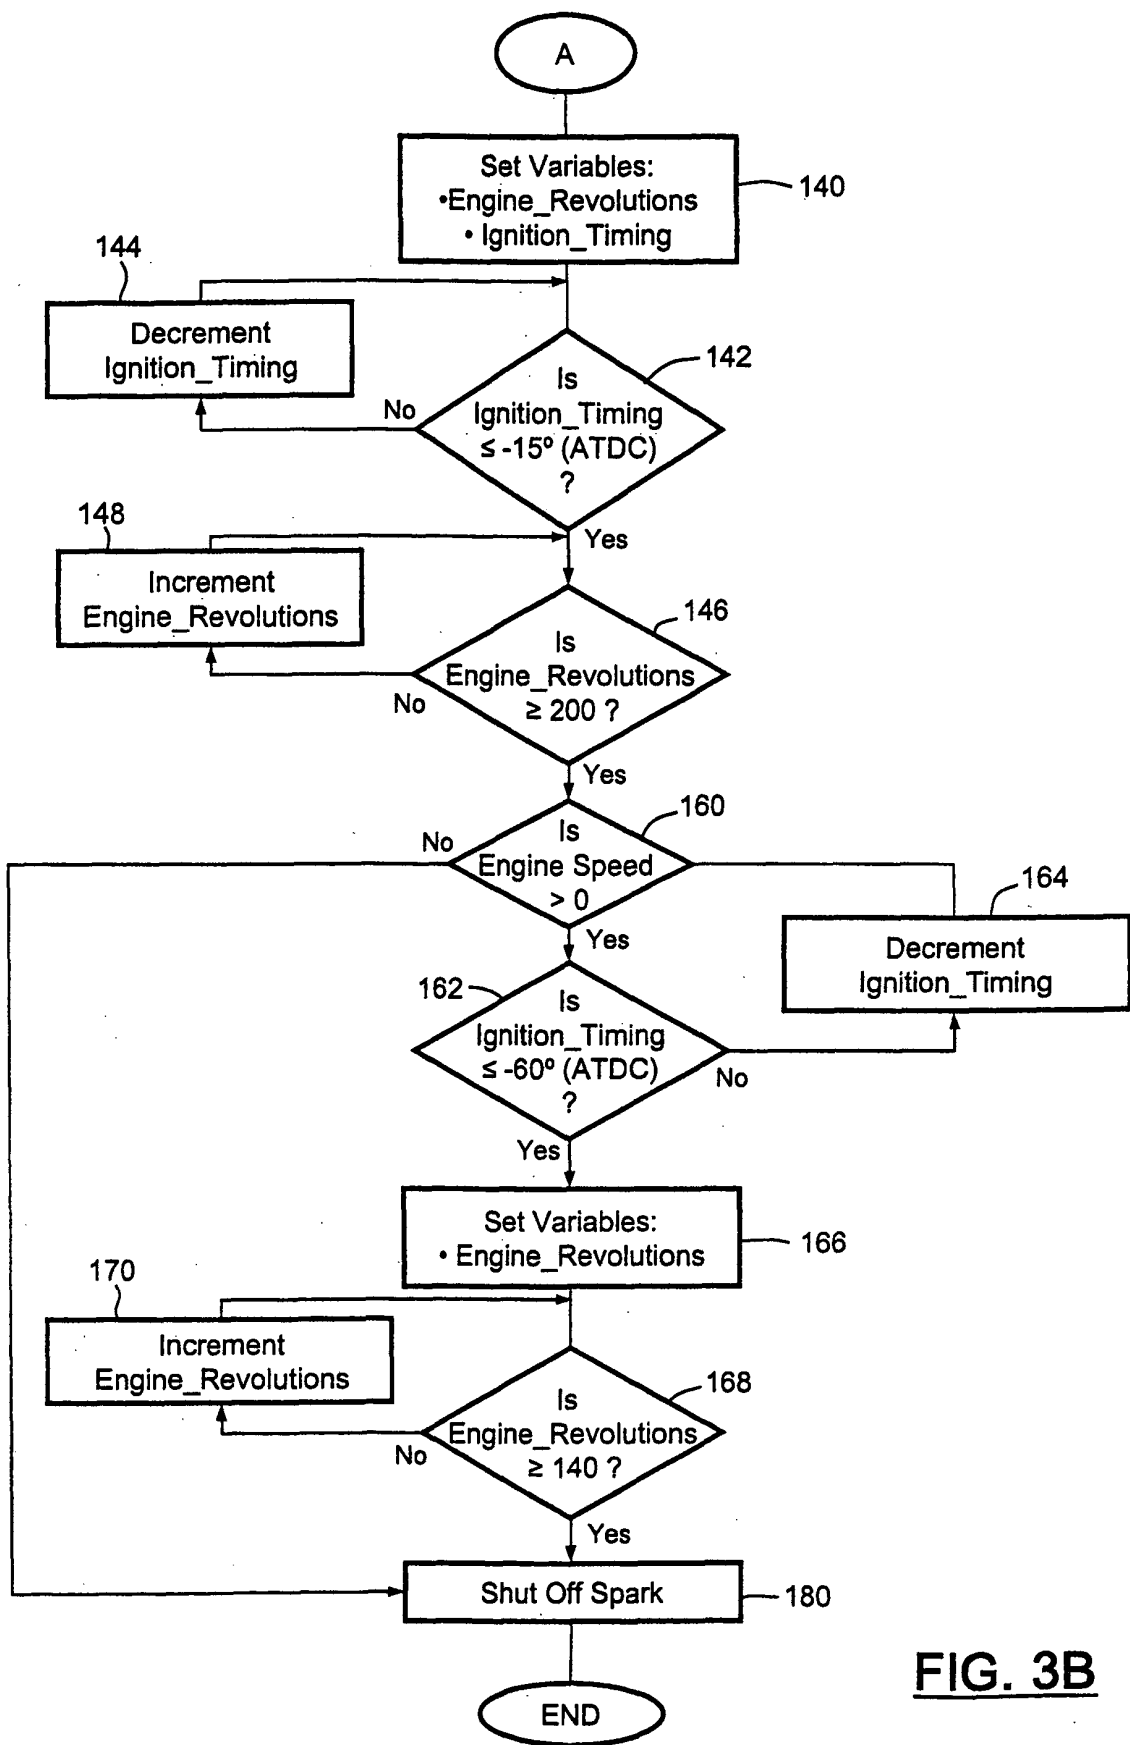 A
Set Variables:
•Engine_Revolutions
• Ignition_Timing
140
144
Decrement
Ignition_Timing
142
Is
Ignition_Timing
≤ -15º (ATDC)
?
No
Yes
148
Increment
Engine_Revolutions
146
Is
Engine_Revolutions
≥ 200 ?
No
Yes
160
No
Is
Engine Speed
> 0
Yes
164
Decrement
Ignition_Timing
162
Is
Ignition_Timing
≤ -60º (ATDC)
?
No
Yes
Set Variables:
• Engine_Revolutions
166
170
Increment
Engine_Revolutions
168
Is
Engine_Revolutions
≥ 140 ?
No
Yes
Shut Off Spark
180
END
FIG. 3B